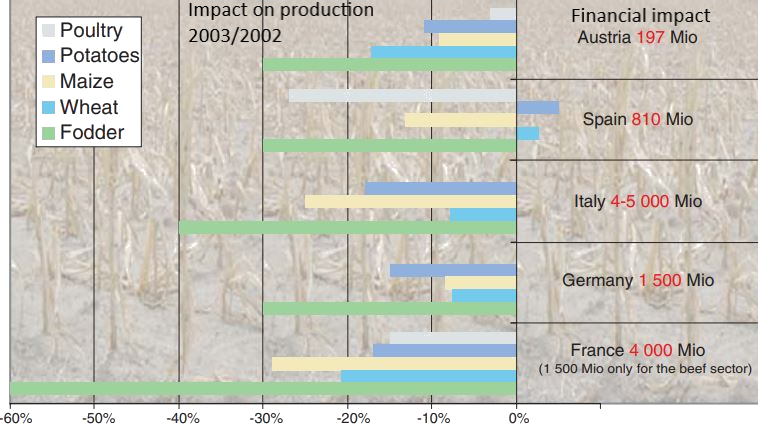 Impact on production
2003/2002
Poultry
Potatoes
Maize
Wheat
Fodder
Financial impact
Austria 197 Mio
Spain 810 Mio
Italy 4-5 000 Mio
Germany 1 500 Mio
France 4 000 Mio
(1 500 Mio only for the beef sector)
-60% -50% -40% -30% -20% -10% 0%